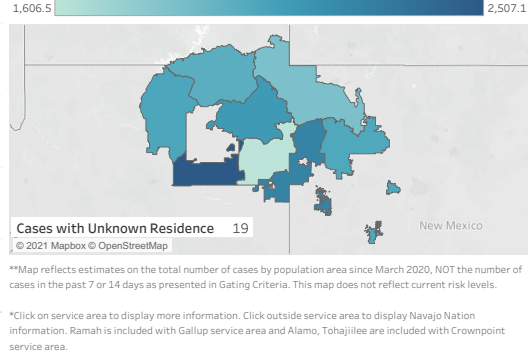 1,606.5 2,507.1
New Mexico
Cases with Unknown Residence 19
© 2021 Mapbox © OpenStreetMap
**Map reflects estimates on the total number of cases by population area since March 2020, NOT the number of
cases in the past 7 or 14 days as presented in Gating Criteria. This map does not reflect current risk levels.
*Click on service area to display more information. Click outside service area to display Navajo Nation
information. Ramah is included with Gallup service area and Alamo, Tohajiilee are included with Crownpoint
service area.